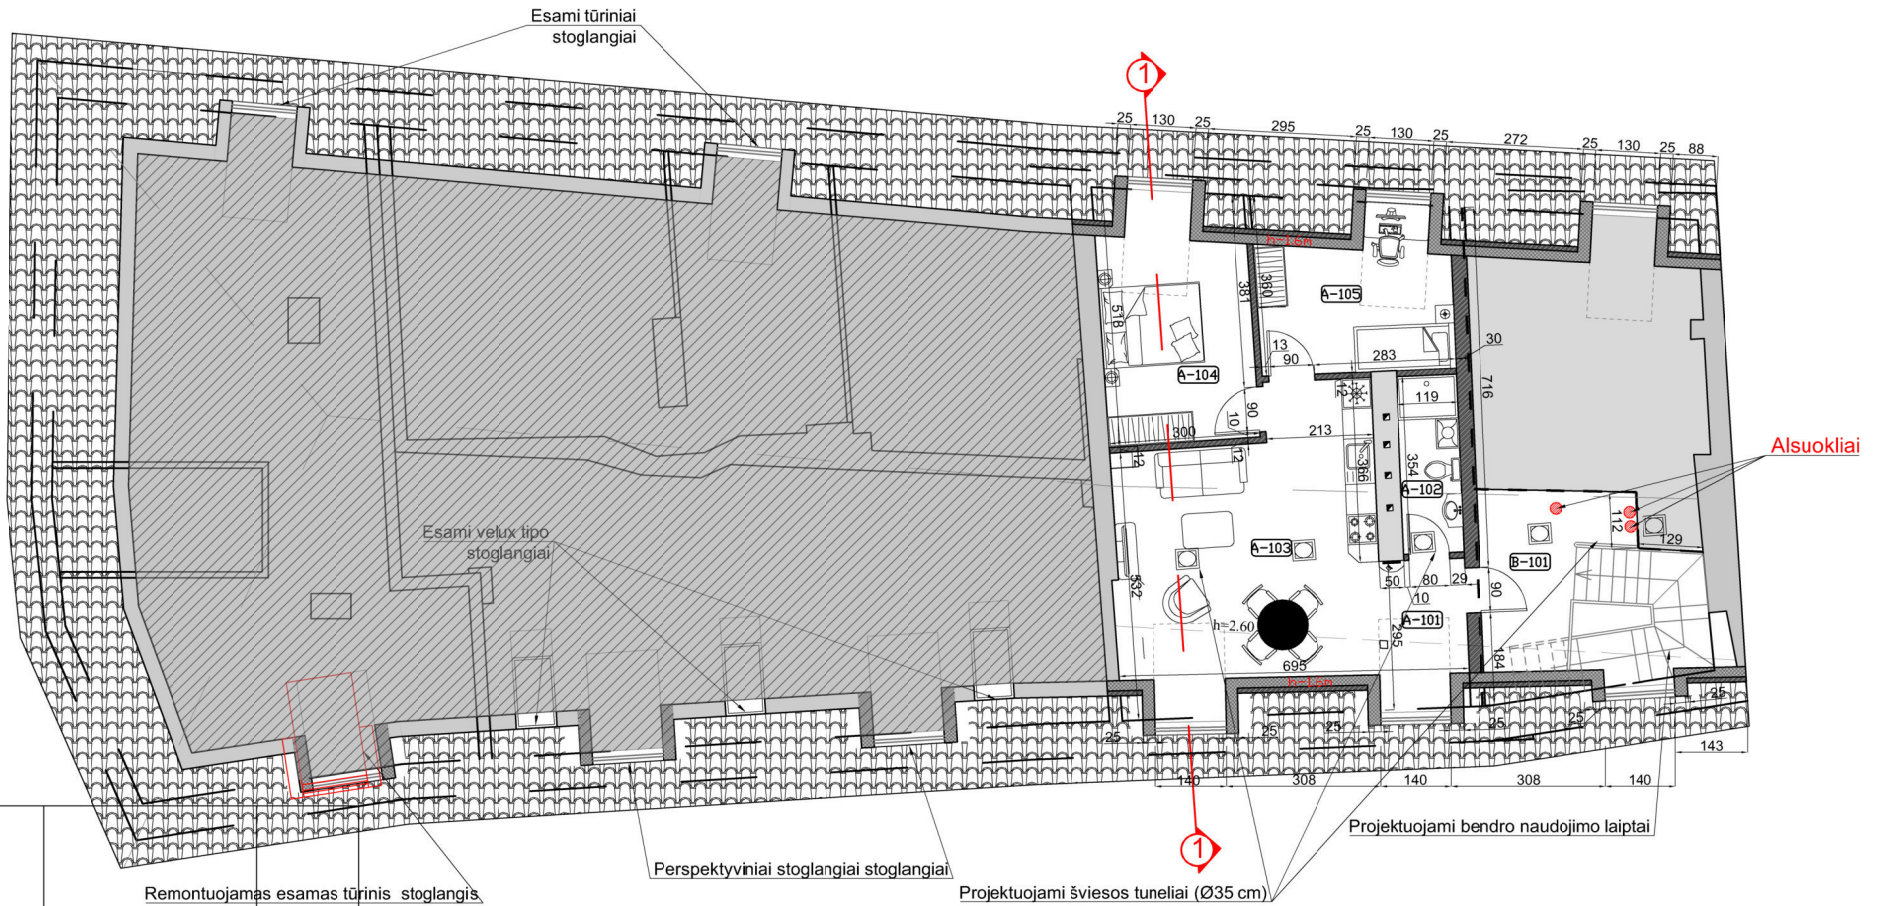 Esami tūriniai
stoglangiai
1
25 130 25 295 25 130 25 272 25 130 25 88
h=1.6m
381
360
A-105
518
A-104
13
90
283
30
716
12
119
90
10
300
213
12
12
366
354
A-102
Alsuokliai
112
129
Esami velux tipo
stoglangiai
A-103
B-101
532
50 80 29
10
90
A-101
h=2.60
295
184
695
h=1.6m
25
25
25
25
25
25
143
140 308 140 308 140
1
Projektuojami bendro naudojimo laiptai
Perspektyviniai stoglangiai stoglangiai
Remontuojamas esamas tūrinis stoglangis
Projektuojami šviesos tuneliai (Ø35 cm)